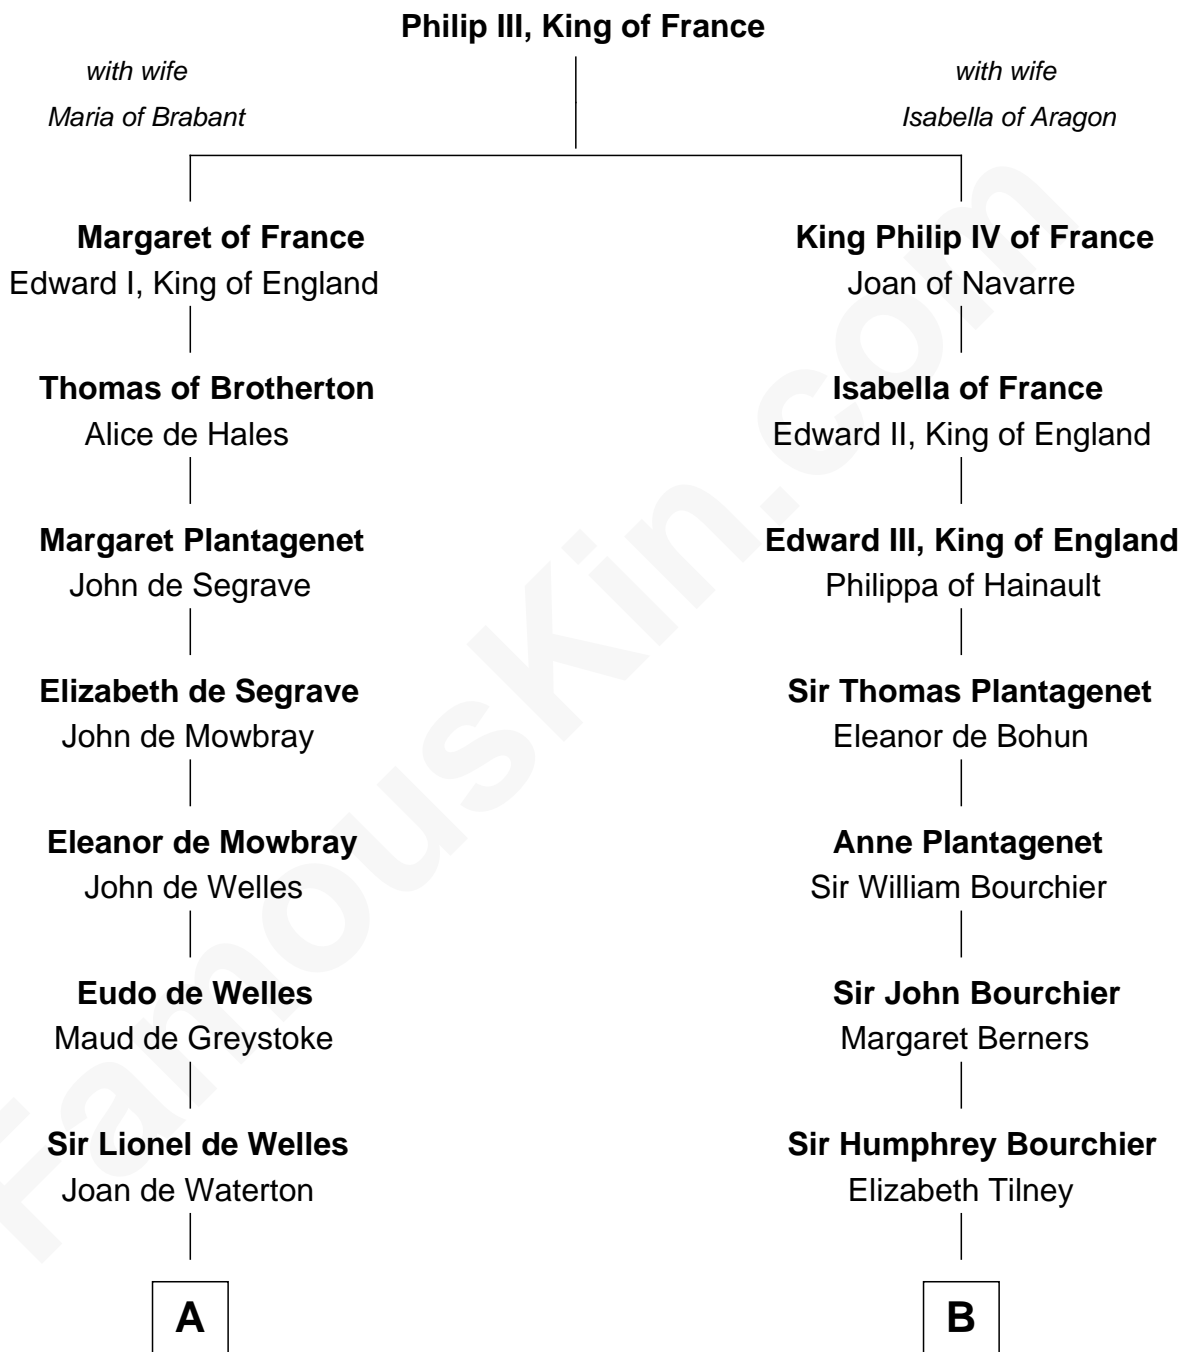 Philip III, King of France
with wife
Maria of Brabant
with wife
Isabella of Aragon
Margaret of France
Edward I, King of England
King Philip IV of France
Joan of Navarre
Thomas of Brotherton
Alice de Hales
Isabella of France
Edward II, King of England
Margaret Plantagenet
John de Segrave
Edward III, King of England
Philippa of Hainault
Elizabeth de Segrave
John de Mowbray
Sir Thomas Plantagenet
Eleanor de Bohun
Eleanor de Mowbray
John de Welles
Anne Plantagenet
Sir William Bourchier
Eudo de Welles
Maud de Greystoke
Sir John Bourchier
Margaret Berners
Sir Lionel de Welles
Joan de Waterton
Sir Humphrey Bourchier
Elizabeth Tilney
A
B
FamousKin.com